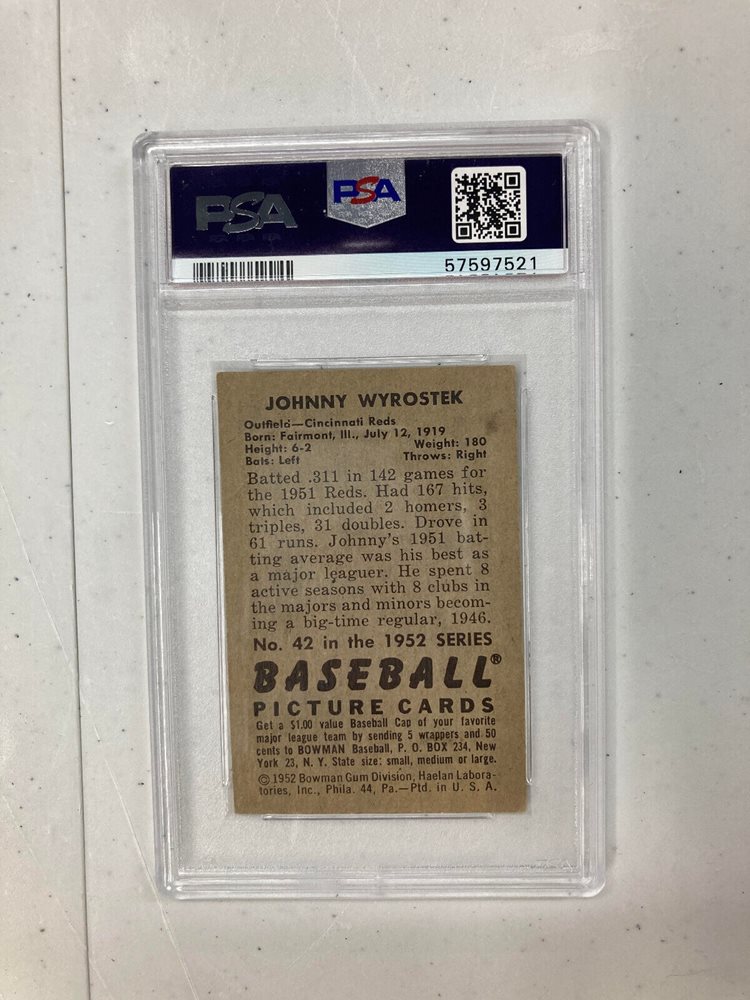 PSA
PSA
57597521
JOHNNY WYROSTEK
Outfield—Cincinnati Reds
Born: Fairmont, Ill., July 12, 1919
Height: 6-2 Weight: 180
Bats: Left Throws: Right
Batted .311 in 142 games for
the 1951 Reds. Had 167 hits,
which included 2 homers, 3
triples, 31 doubles. Drove in
61 runs. Johnny's 1951 bat-
ting average was his best as
a major leaguer. He spent 8
active seasons with 8 clubs in
the majors and minors becom-
ing a big-time regular, 1946.
No. 42 in the 1952 SERIES
BASEBALL®
PICTURE CARDS
Get a $1.00 value Baseball Cap of your favorite
major league team by sending 5 wrappers and 50
cents to BOWMAN Baseball, P. O. BOX 234, New
York 23, N. Y. State size: small, medium or large.
©1952 Bowman Gum Division, Haelan Labora-
tories, Inc., Phila. 44, Pa.—Ptd. in U. S. A.